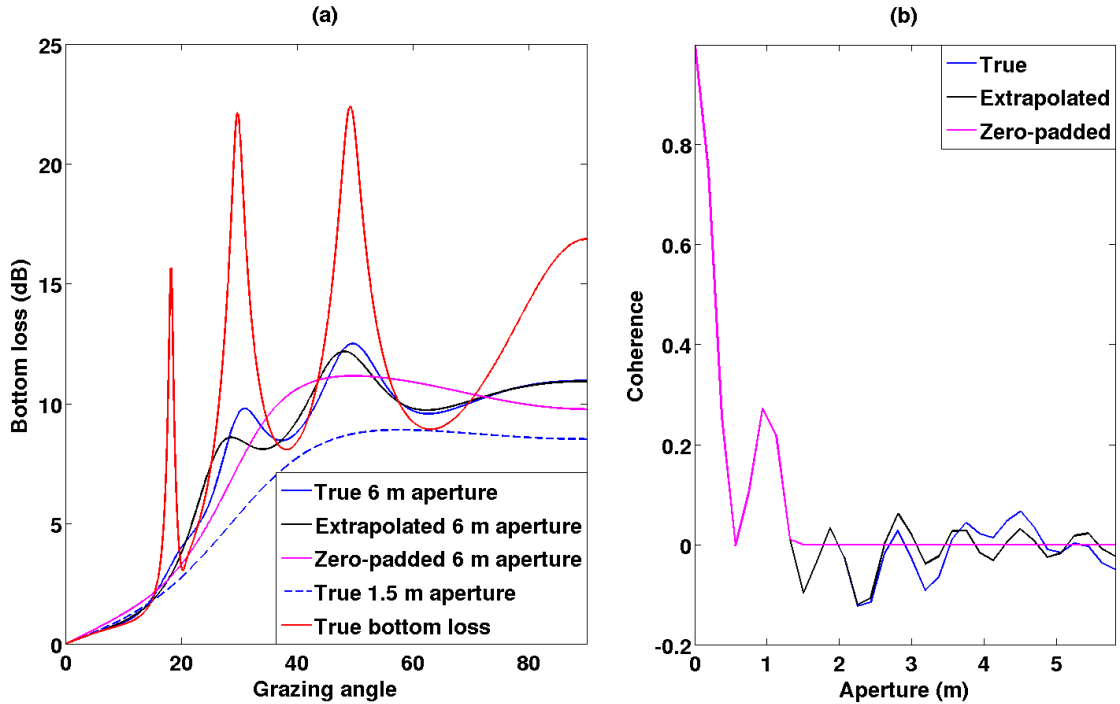 (a)
25
20
15
10
5
0
Bottom loss (dB)
0 20 40 60 80
Grazing angle
True 6 m aperture
Extrapolated 6 m aperture
Zero-padded 6 m aperture
True 1.5 m aperture
True bottom loss
(b)
0.8
0.6
0.4
0.2
0
-0.2
Coherence
0 1 2 3 4 5
Aperture (m)
True
Extrapolated
Zero-padded